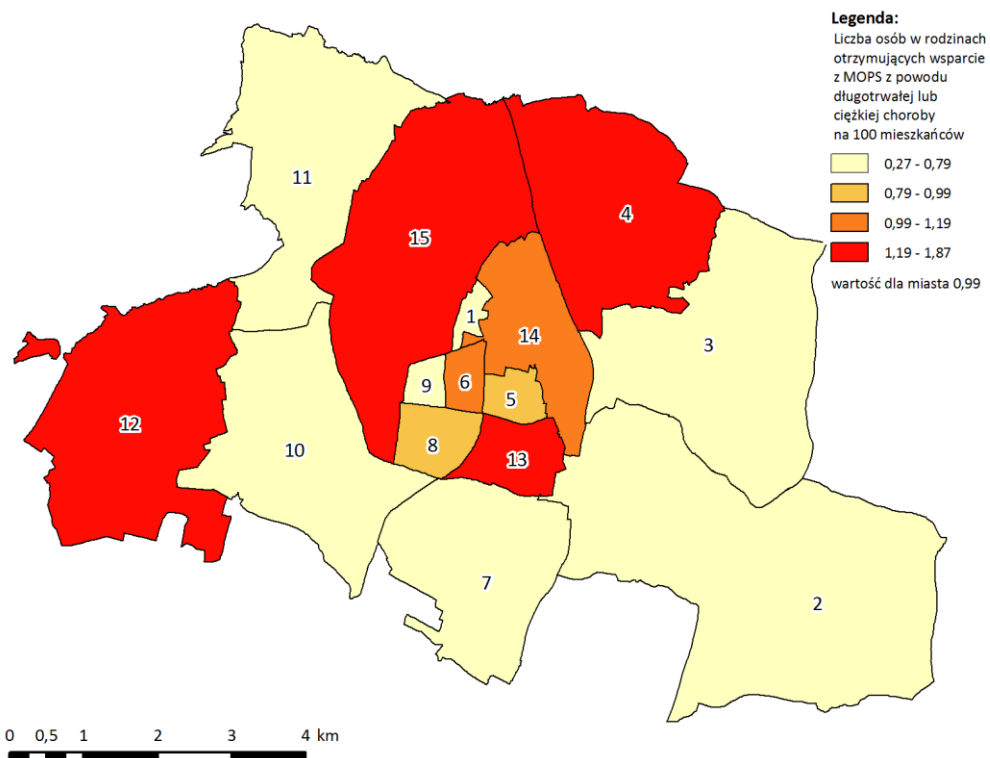 Legenda:
Liczba osób w rodzinach
otrzymujących wsparcie
z MOPS z powodu
długotrwałej lub
ciężkiej choroby
na 100 mieszkańców
0,27 - 0,79
0,79 - 0,99
0,99 - 1,19
1,19 - 1,87
wartość dla miasta 0,99
11
15
4
1
14
3
9
6
5
12
10
8
13
7
2
0 0,5 1 2 3 4 km